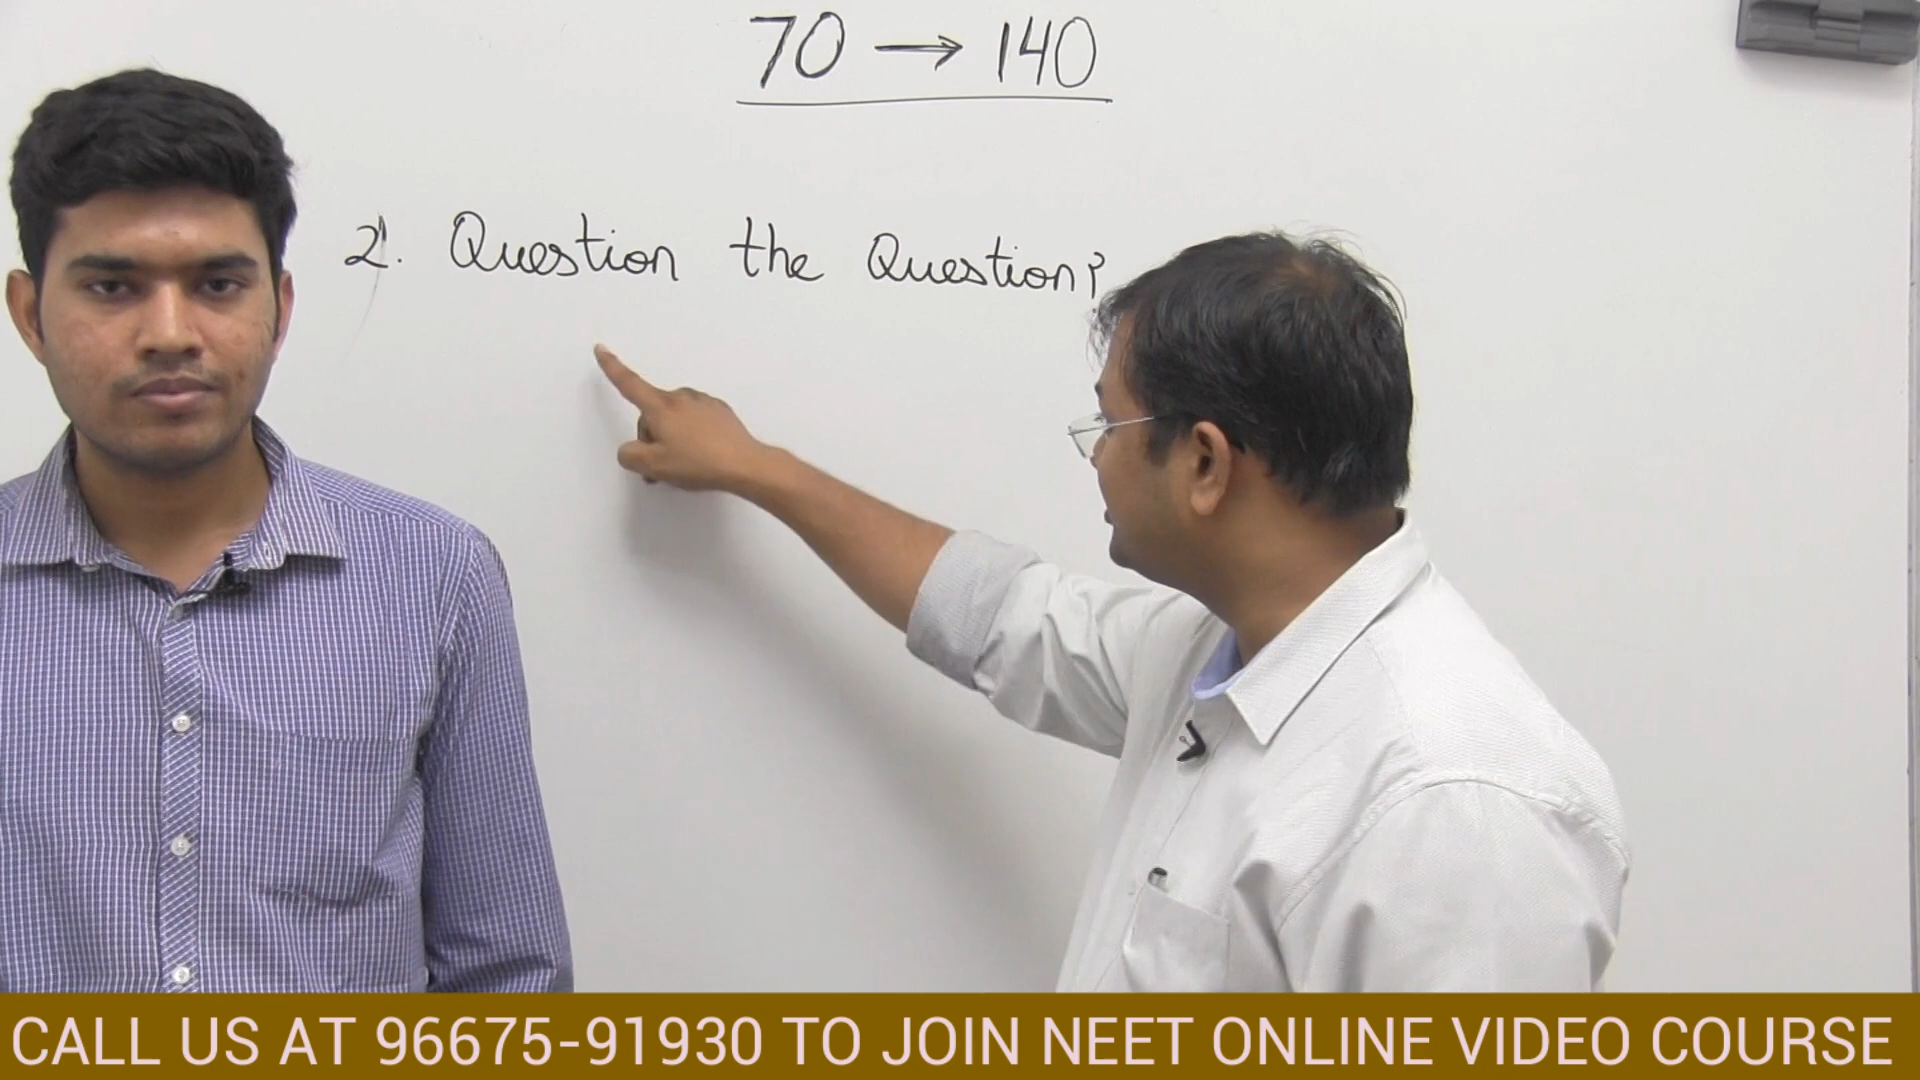 70 → 140
2. Question the Question?
CALL US AT 96675-91930 TO JOIN NEET ONLINE VIDEO COURSE